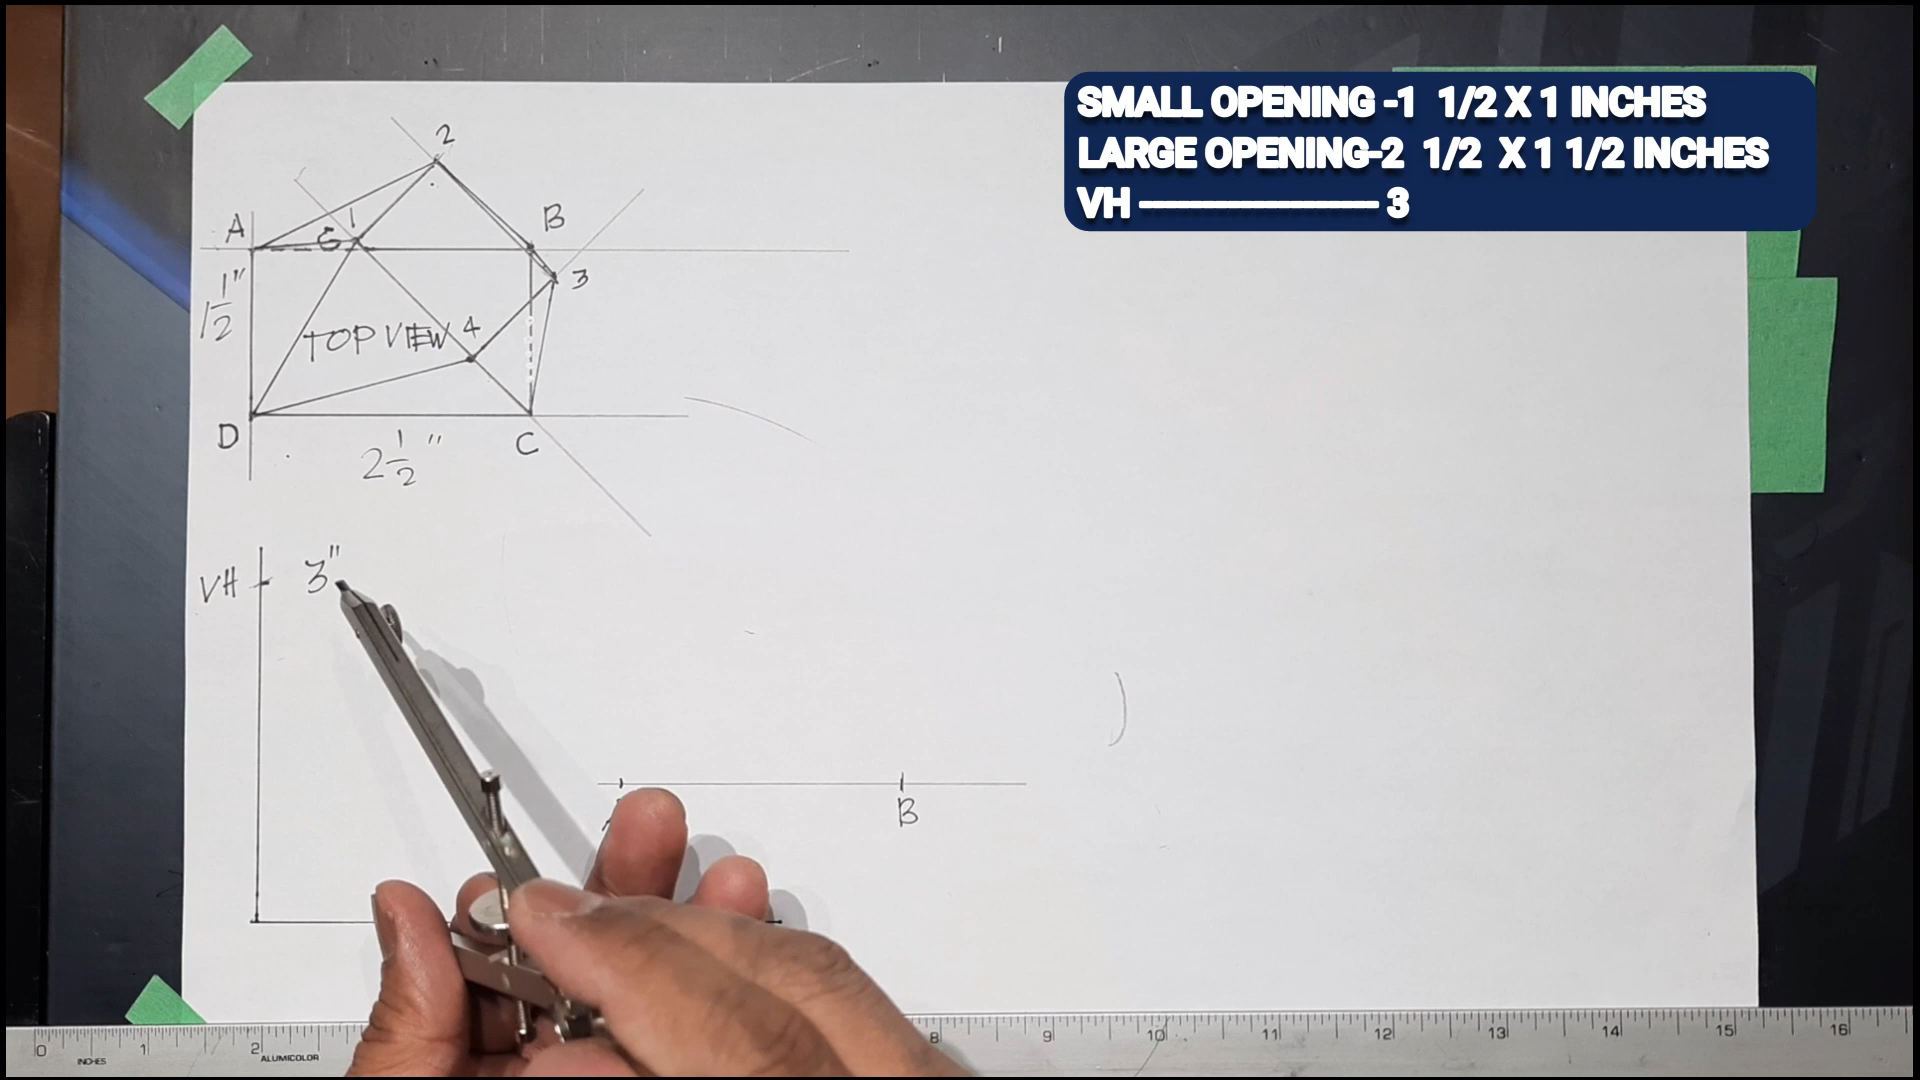 SMALL OPENING -1 1/2 X 1 INCHES
LARGE OPENING-2 1/2 X 1 1/2 INCHES
VH ------------------ 3
2
A
1
B
3
1 1/2"
TOP VIEW
4
D
2 1/2"
C
VH
3"
B
0
INCHES
1
2
ALUMICOLOR
8
9
10
11
12
13
14
15
16